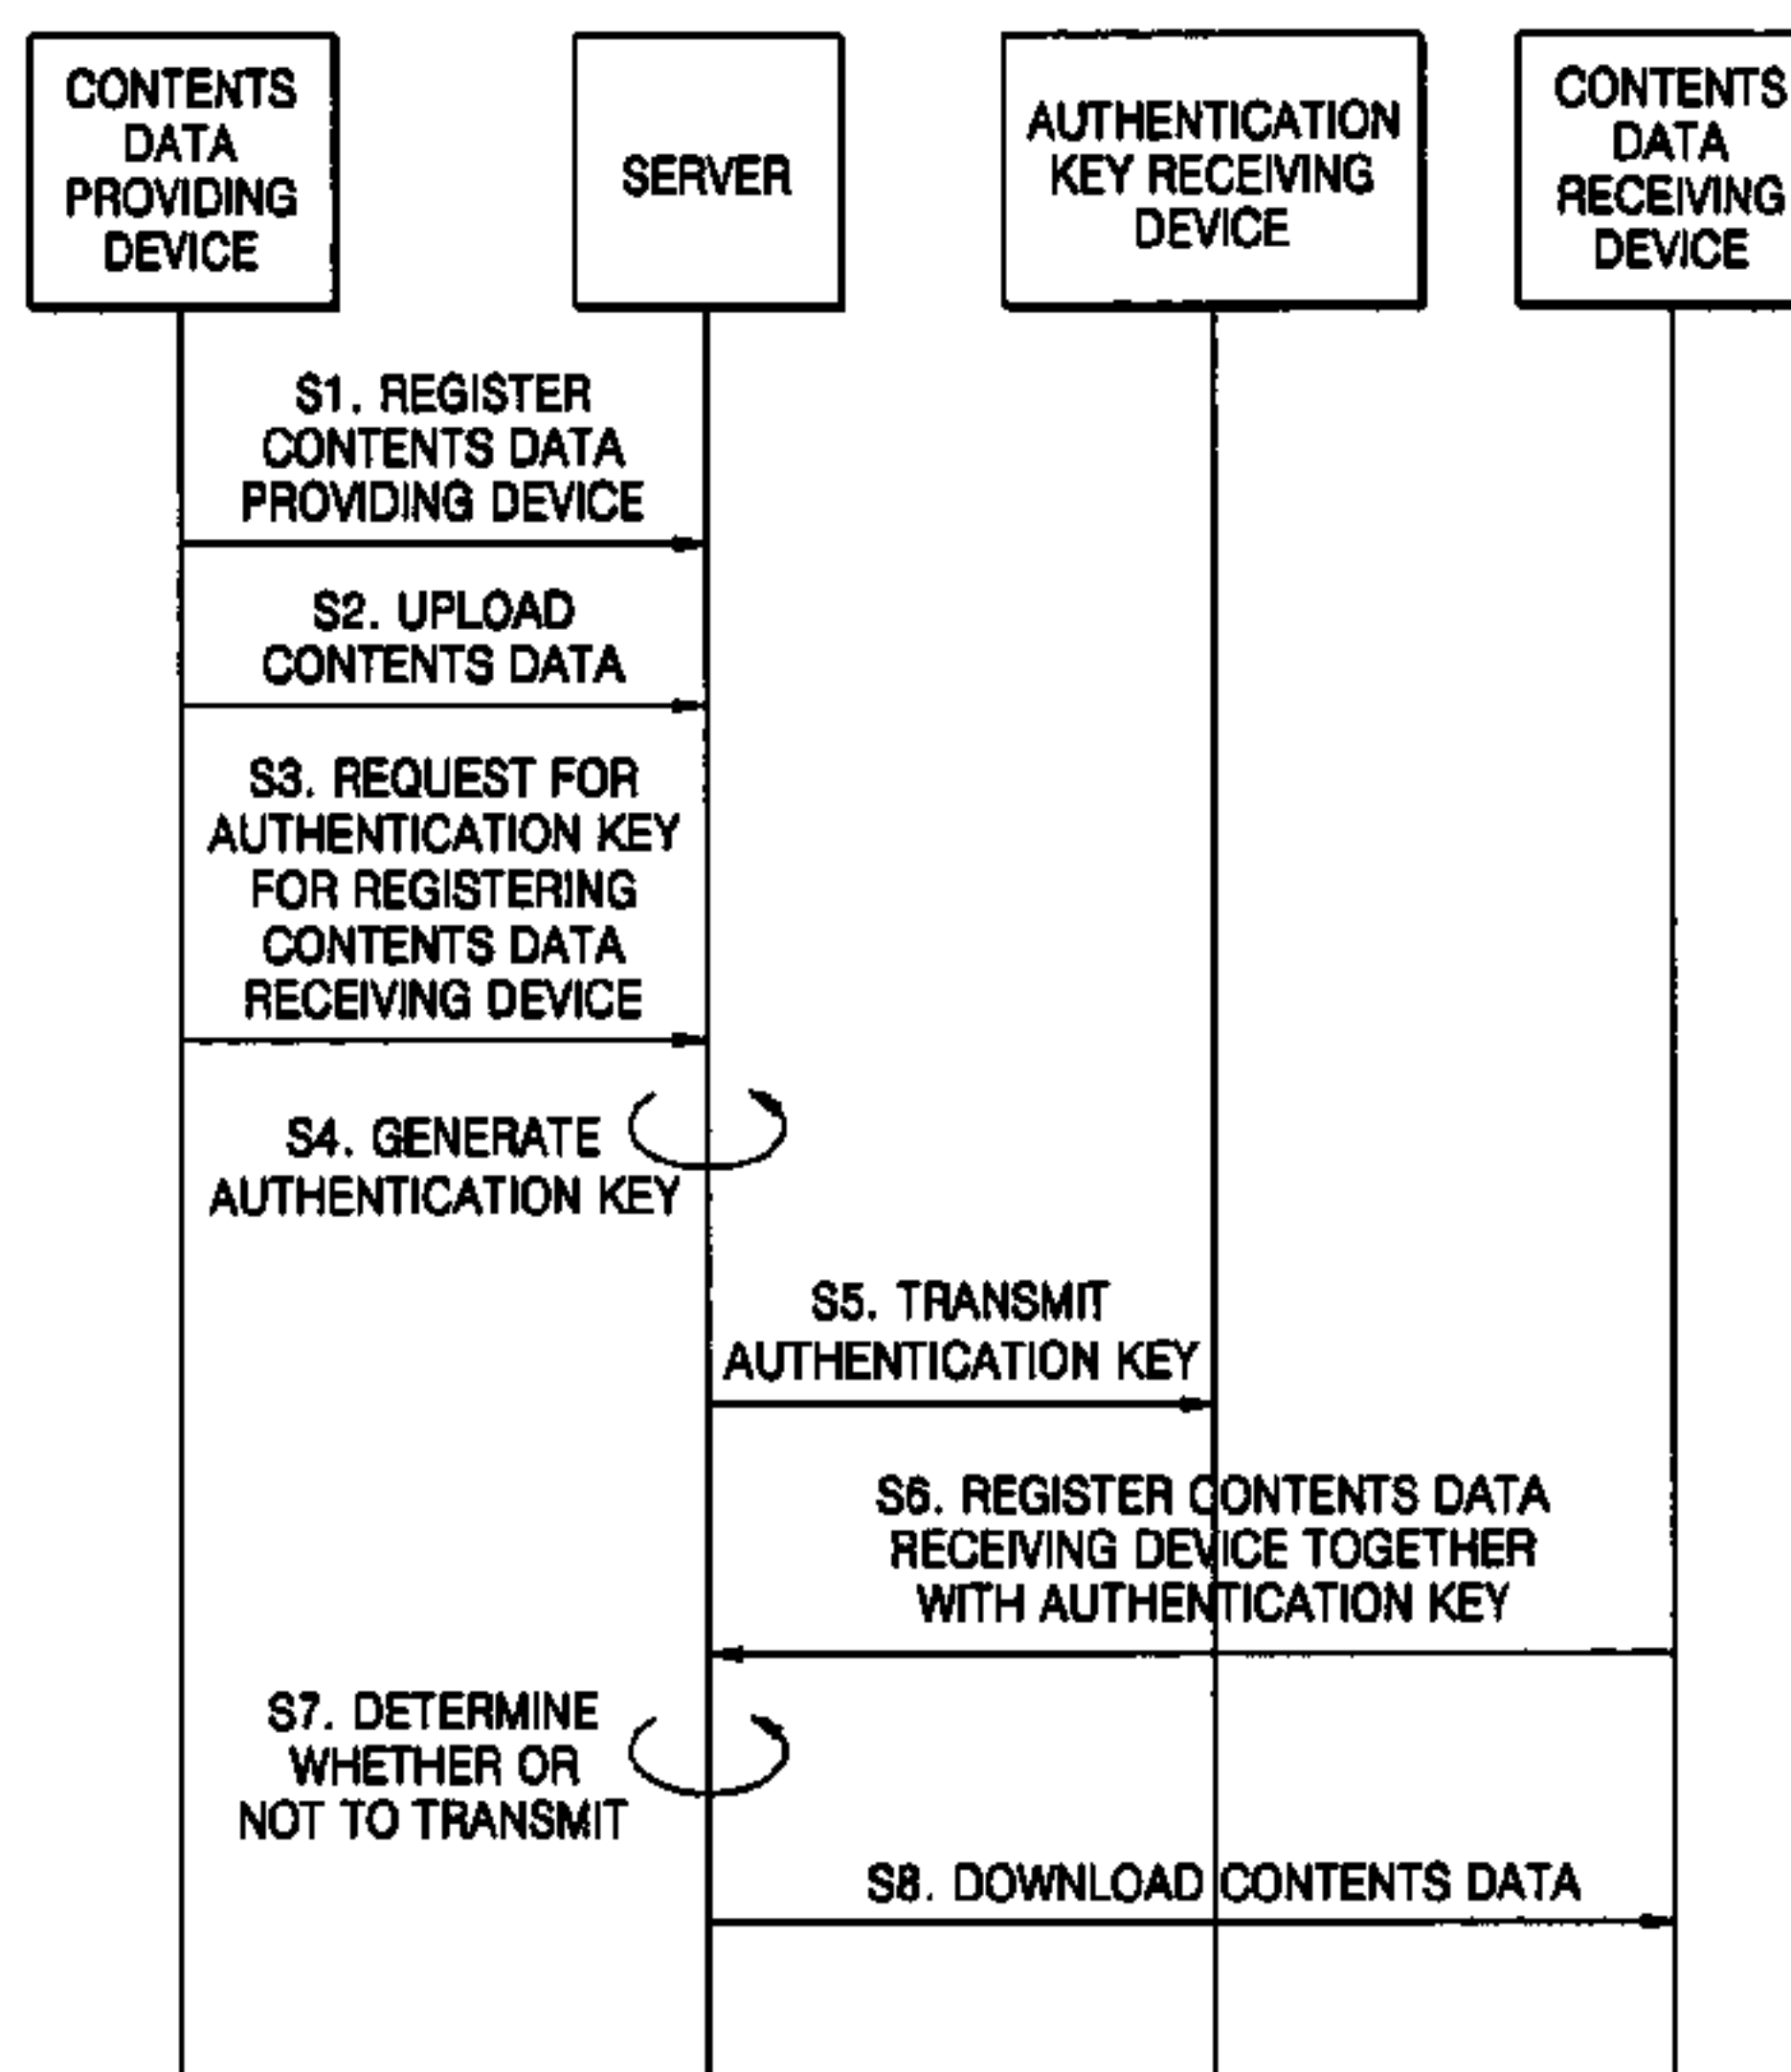 CONTENTS
DATA
PROVIDING
DEVICE
SERVER
AUTHENTICATION
KEY RECEIVING
DEVICE
CONTENTS
DATA
RECEIVING
DEVICE
S1. REGISTER
CONTENTS DATA
PROVIDING DEVICE
S2. UPLOAD
CONTENTS DATA
S3. REQUEST FOR
AUTHENTICATION KEY
FOR REGISTERING
CONTENTS DATA
RECEIVING DEVICE
S4. GENERATE
AUTHENTICATION KEY
S5. TRANSMIT
AUTHENTICATION KEY
S6. REGISTER CONTENTS DATA
RECEIVING DEVICE TOGETHER
WITH AUTHENTICATION KEY
S7. DETERMINE
WHETHER OR
NOT TO TRANSMIT
S8. DOWNLOAD CONTENTS DATA